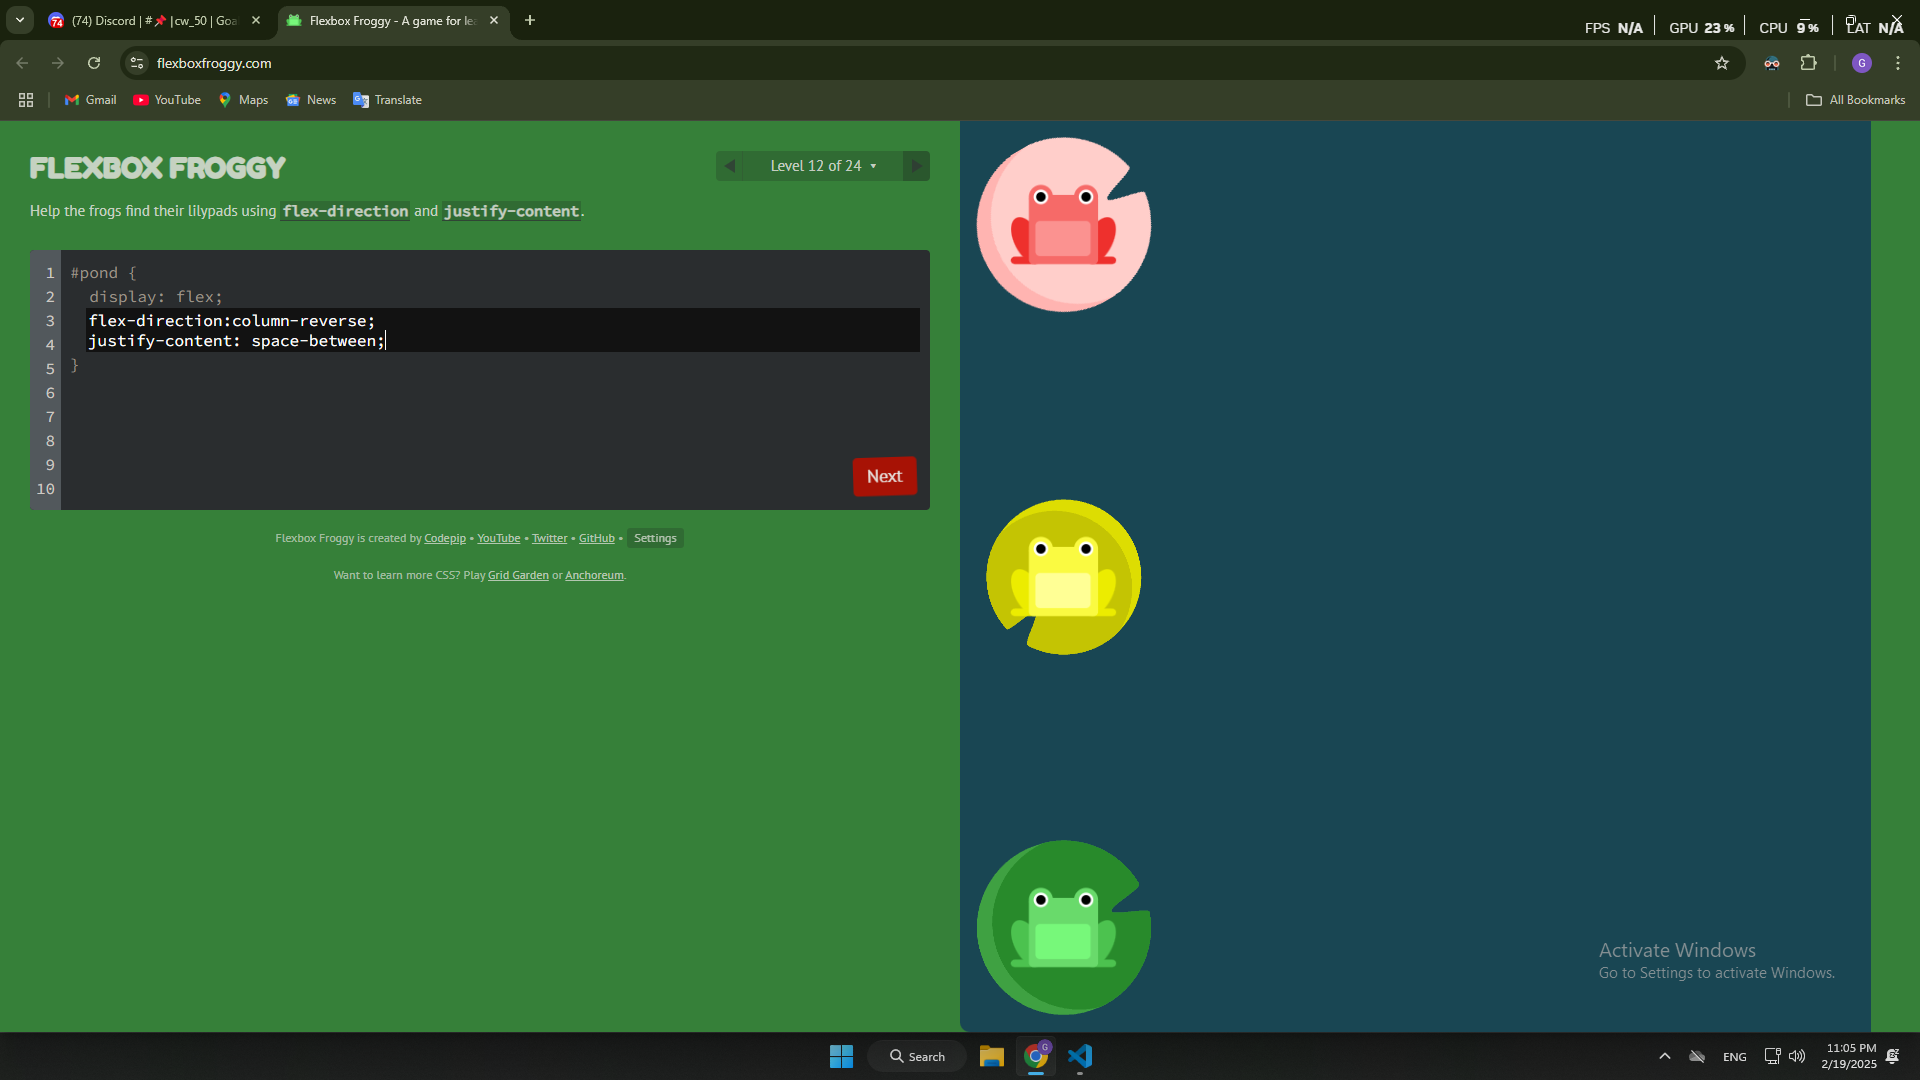 (74) Discord | #📌|cw_50 | Goa
Flexbox Froggy - A game for le
FPS N/A
GPU 23 %
CPU 9 %
LAT N/A
flexboxfroggy.com
G
Gmail
YouTube
Maps
News
Translate
All Bookmarks
FLEXBOX FROGGY
Level 12 of 24
Help the frogs find their lilypads using flex-direction and justify-content.
1 #pond {
2 display: flex;
3 flex-direction:column-reverse;
4 justify-content: space-between;
5 }
6
7
8
9
10
Next
Flexbox Froggy is created by Codepip • YouTube • Twitter • GitHub • Settings
Want to learn more CSS? Play Grid Garden or Anchoreum.
Activate Windows
Go to Settings to activate Windows.
Search
G
ENG
11:05 PM
2/19/2025